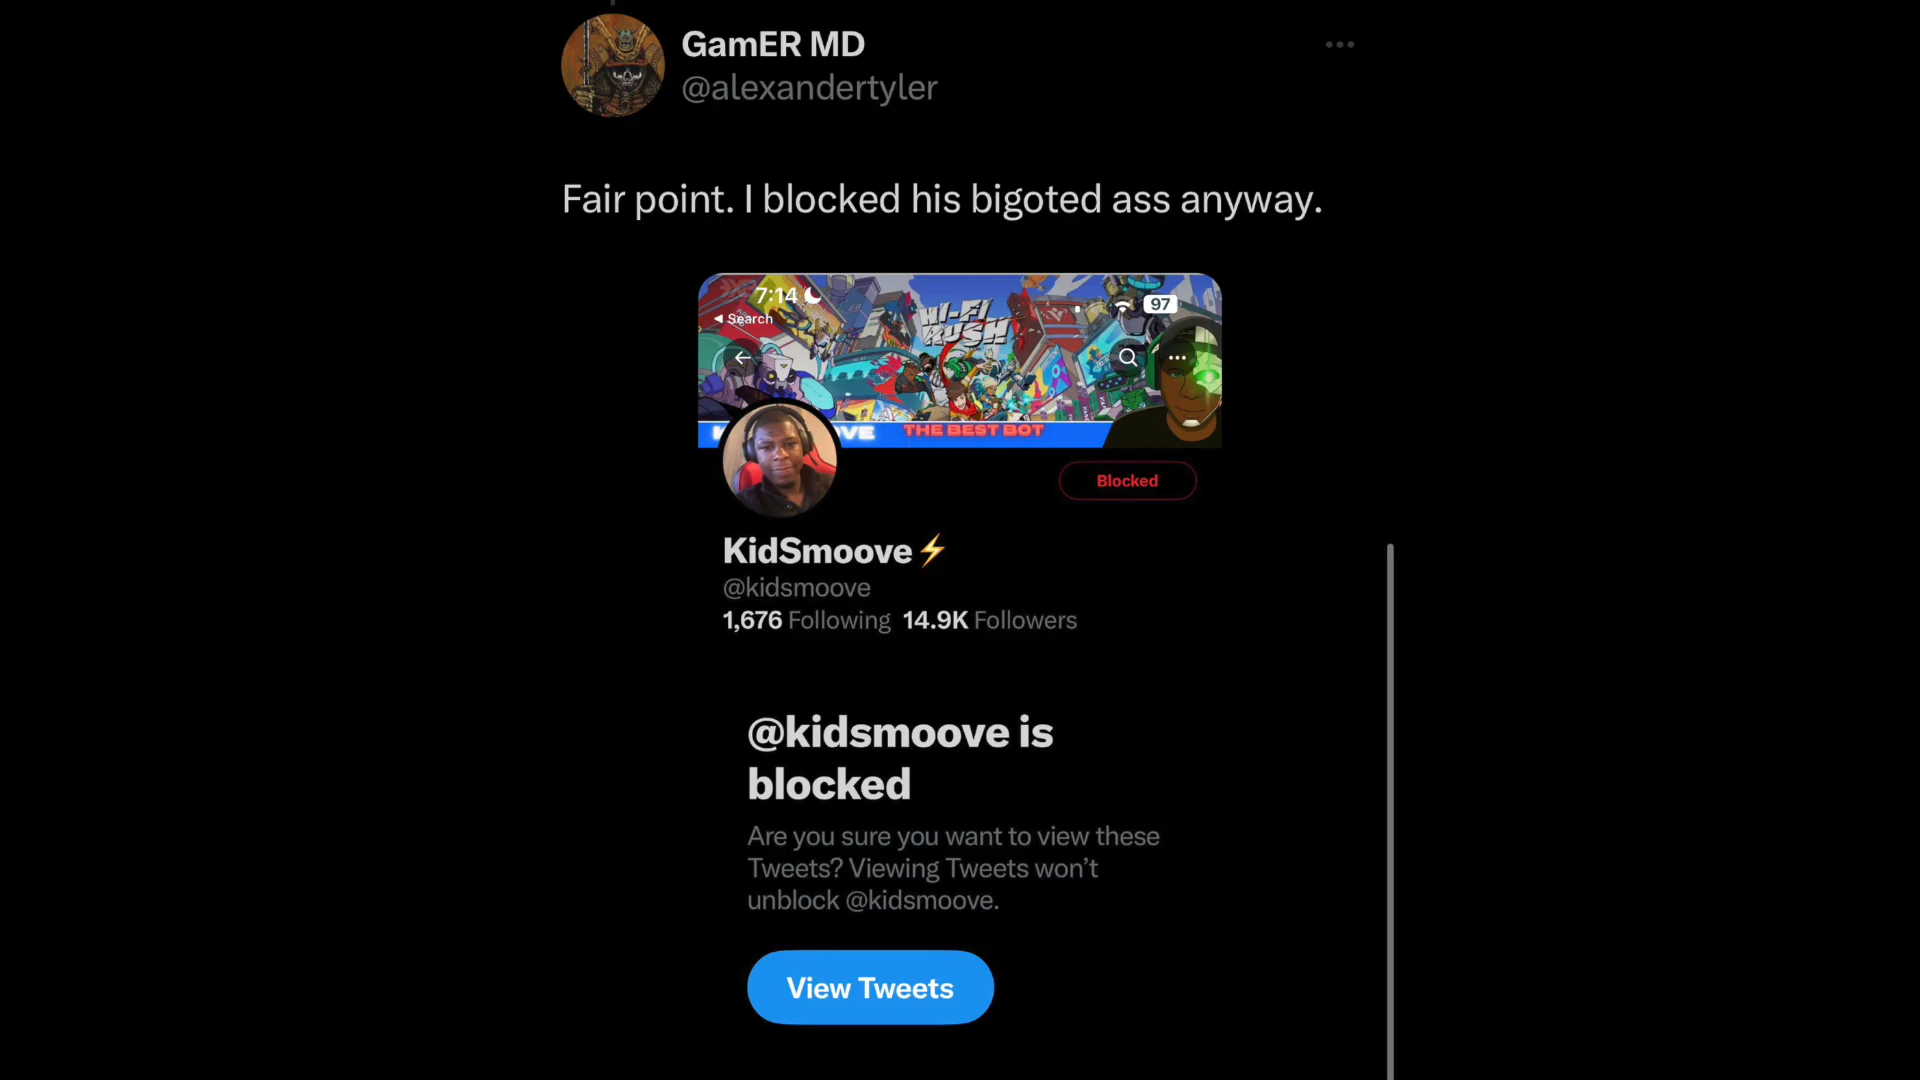 GamER MD
@alexandertyler
Fair point. I blocked his bigoted ass anyway.
7:14
97
Search
HI-FI
RUSH
THE BEST BOT
Blocked
KidSmoove⚡
@kidsmoove
1,676 Following 14.9K Followers
@kidsmoove is
blocked
Are you sure you want to view these
Tweets? Viewing Tweets won’t
unblock @kidsmoove.
View Tweets